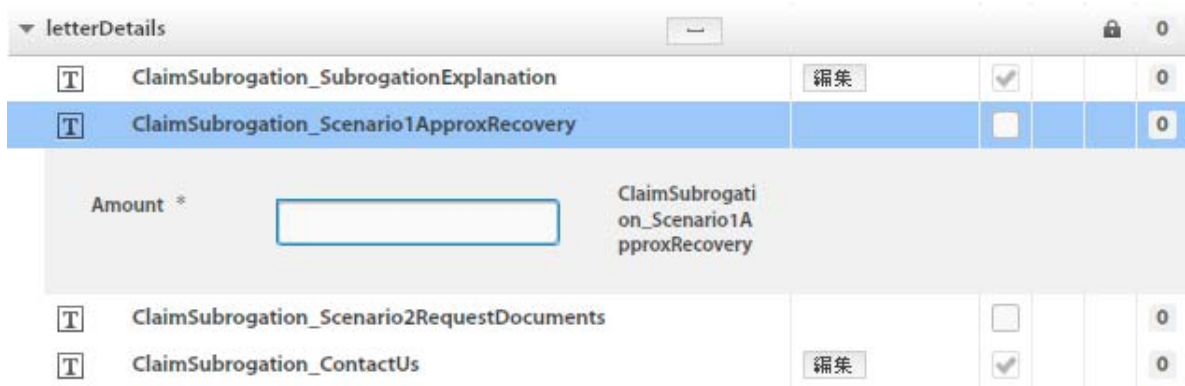 letterDetails 0
T ClaimSubrogation_SubrogationExplanation 編集 0
T ClaimSubrogation_Scenario1ApproxRecovery 0
Amount *
ClaimSubrogati
on_Scenario1A
pproxRecovery
T ClaimSubrogation_Scenario2RequestDocuments 0
T ClaimSubrogation_ContactUs 編集 0